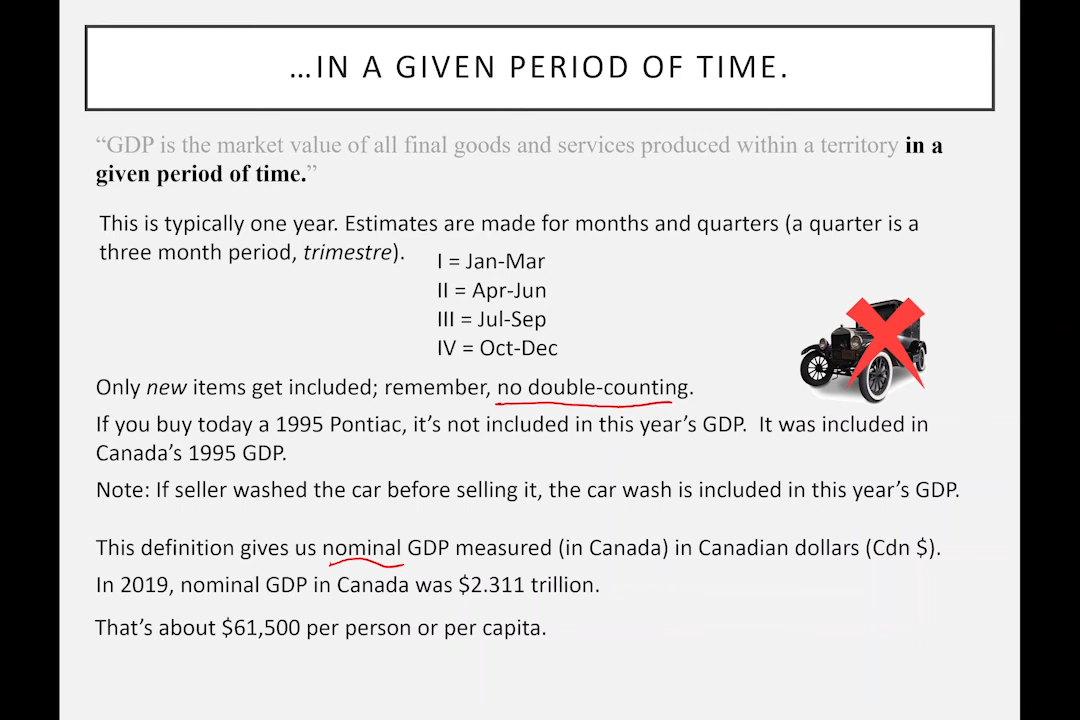 …IN A GIVEN PERIOD OF TIME.
“GDP is the market value of all final goods and services produced within a territory in a
given period of time.”
This is typically one year. Estimates are made for months and quarters (a quarter is a
three month period, trimestre).
I = Jan-Mar
II = Apr-Jun
III = Jul-Sep
IV = Oct-Dec
Only new items get included; remember, no double-counting.
If you buy today a 1995 Pontiac, it’s not included in this year’s GDP.  It was included in
Canada’s 1995 GDP.
Note: If seller washed the car before selling it, the car wash is included in this year’s GDP.
This definition gives us nominal GDP measured (in Canada) in Canadian dollars (Cdn $).
In 2019, nominal GDP in Canada was $2.311 trillion.
That’s about $61,500 per person or per capita.